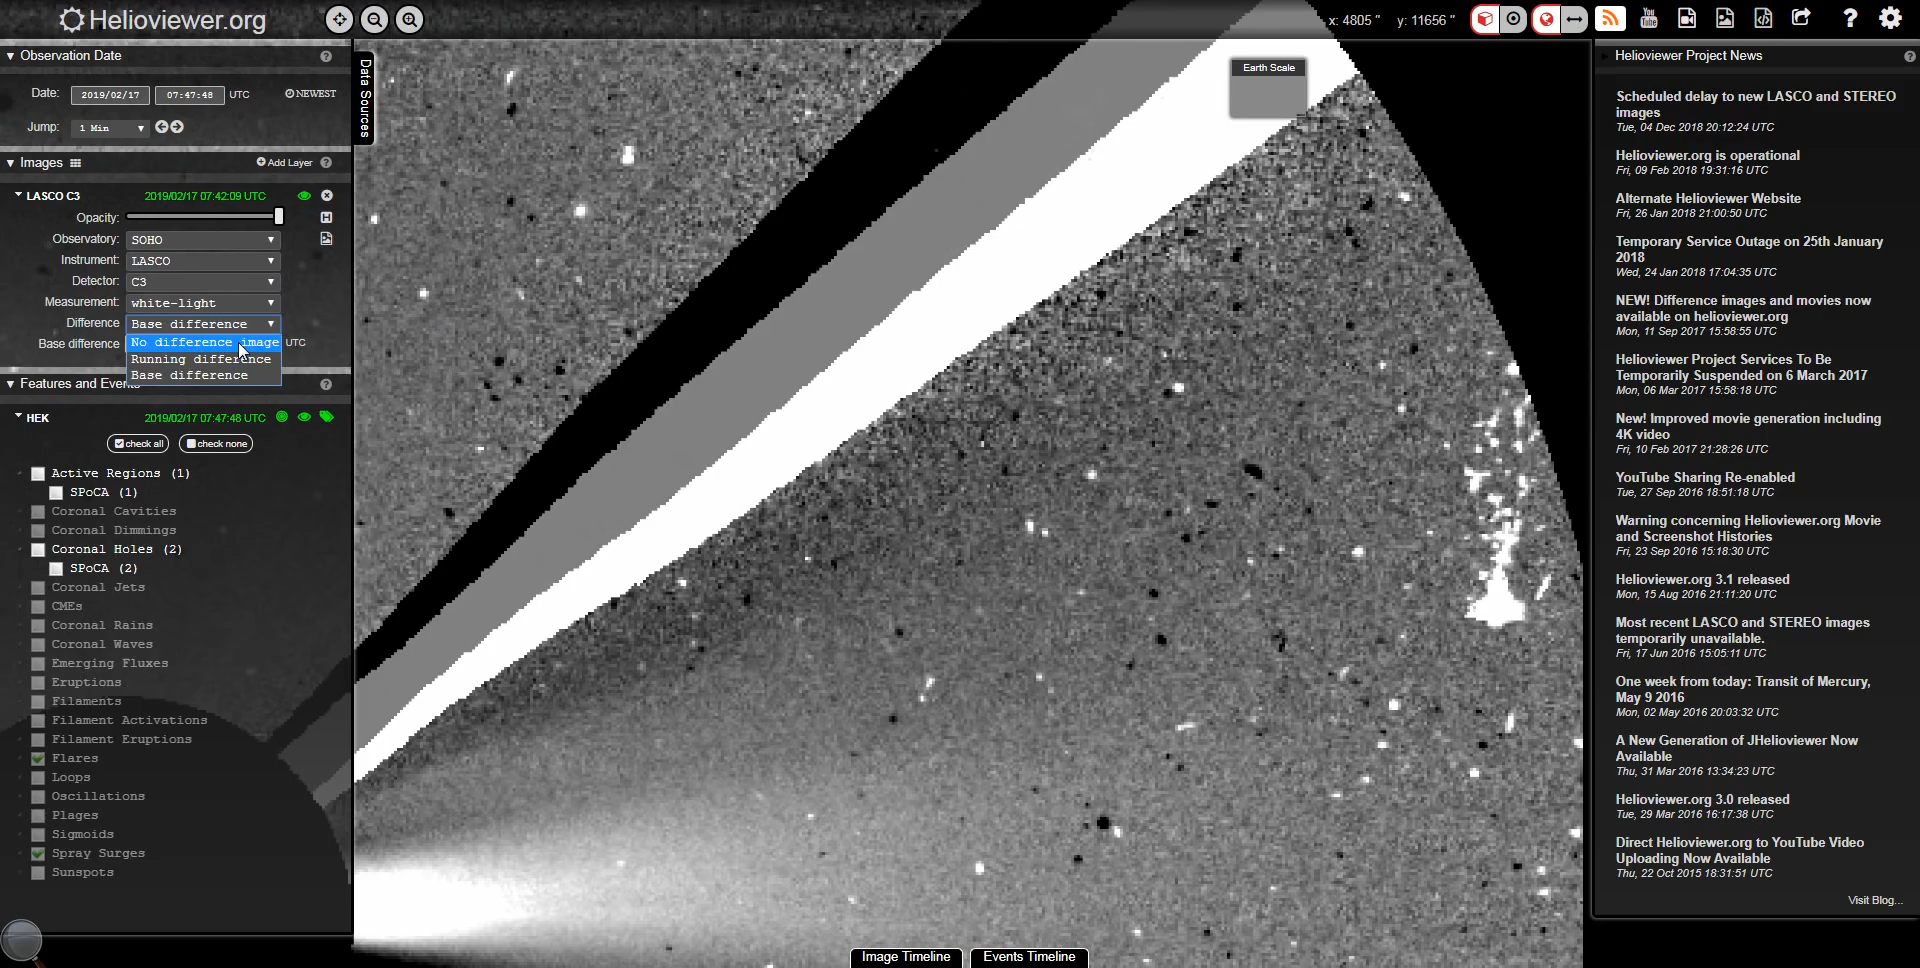 Helioviewer.org
x: 4805 " y: 11656 "
You Tube
?
Observation Date
?
Date: 2019/02/17 07:47:48 UTC NEWEST
Jump: 1 Min
Images
Add Layer ?
LASCO C3 2019/02/17 07:42:09 UTC
Opacity:
Observatory: SOHO
Instrument: LASCO
Detector: C3
Measurement: white-light
Difference Base difference
Base difference No difference image UTC
Running difference
Base difference
Features and Events
?
HEK 2019/02/17 07:47:48 UTC
check all check none
Active Regions (1)
SPoCA (1)
Coronal Cavities
Coronal Dimmings
Coronal Holes (2)
SPoCA (2)
Coronal Jets
CMEs
Coronal Rains
Coronal Waves
Emerging Fluxes
Eruptions
Filaments
Filament Activations
Filament Eruptions
Flares
Loops
Oscillations
Plages
Sigmoids
Spray Surges
Sunspots
Data Sources
Earth Scale
Image Timeline
Events Timeline
Helioviewer Project News
?
Scheduled delay to new LASCO and STEREO
images
Tue, 04 Dec 2018 20:12:24 UTC
Helioviewer.org is operational
Fri, 09 Feb 2018 19:31:16 UTC
Alternate Helioviewer Website
Fri, 26 Jan 2018 21:00:50 UTC
Temporary Service Outage on 25th January
2018
Wed, 24 Jan 2018 17:04:35 UTC
NEW! Difference images and movies now
available on helioviewer.org
Mon, 11 Sep 2017 15:58:55 UTC
Helioviewer Project Services To Be
Temporarily Suspended on 6 March 2017
Mon, 06 Mar 2017 15:58:18 UTC
New! Improved movie generation including
4K video
Fri, 10 Feb 2017 21:28:26 UTC
YouTube Sharing Re-enabled
Tue, 27 Sep 2016 18:51:18 UTC
Warning concerning Helioviewer.org Movie
and Screenshot Histories
Fri, 23 Sep 2016 15:18:30 UTC
Helioviewer.org 3.1 released
Mon, 15 Aug 2016 21:11:20 UTC
Most recent LASCO and STEREO images
temporarily unavailable.
Fri, 17 Jun 2016 15:05:11 UTC
One week from today: Transit of Mercury,
May 9 2016
Mon, 02 May 2016 20:03:32 UTC
A New Generation of JHelioviewer Now
Available
Thu, 31 Mar 2016 13:34:23 UTC
Helioviewer.org 3.0 released
Tue, 29 Mar 2016 16:17:38 UTC
Direct Helioviewer.org to YouTube Video
Uploading Now Available
Thu, 22 Oct 2015 18:31:51 UTC
Visit Blog...